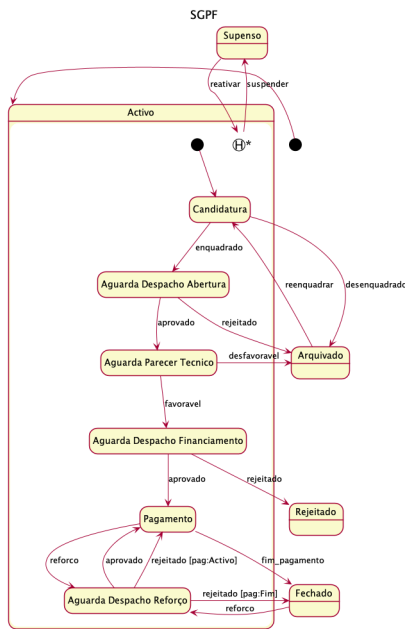 SGPF
Supenso
reativar
suspender
Activo
H*
Candidatura
enquadrado
reenquadrar
desenquadrado
Aguarda Despacho Abertura
aprovado
rejeitado
Aguarda Parecer Tecnico
desfavoravel
Arquivado
favoravel
Aguarda Despacho Financiamento
aprovado
rejeitado
Pagamento
Rejeitado
reforco
aprovado
rejeitado [pag:Activo]
fim_pagamento
Aguarda Despacho Reforço
rejeitado [pag:Fim]
Fechado
reforco